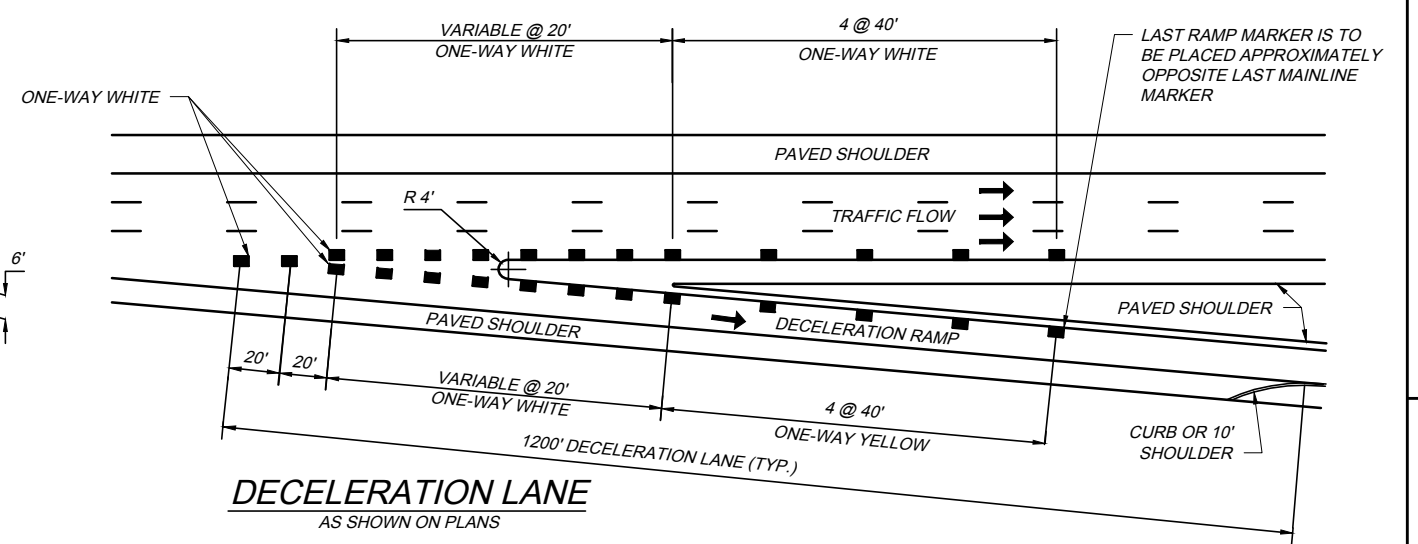 VARIABLE @ 20'
ONE-WAY WHITE
4 @ 40'
ONE-WAY WHITE
LAST RAMP MARKER IS TO
BE PLACED APPROXIMATELY
OPPOSITE LAST MAINLINE
MARKER
ONE-WAY WHITE
PAVED SHOULDER
R 4'
TRAFFIC FLOW
6'
PAVED SHOULDER
PAVED SHOULDER
DECELERATION RAMP
20'
20'
VARIABLE @ 20'
ONE-WAY WHITE
4 @ 40'
ONE-WAY YELLOW
CURB OR 10'
SHOULDER
1200' DECELERATION LANE (TYP.)
DECELERATION LANE
AS SHOWN ON PLANS